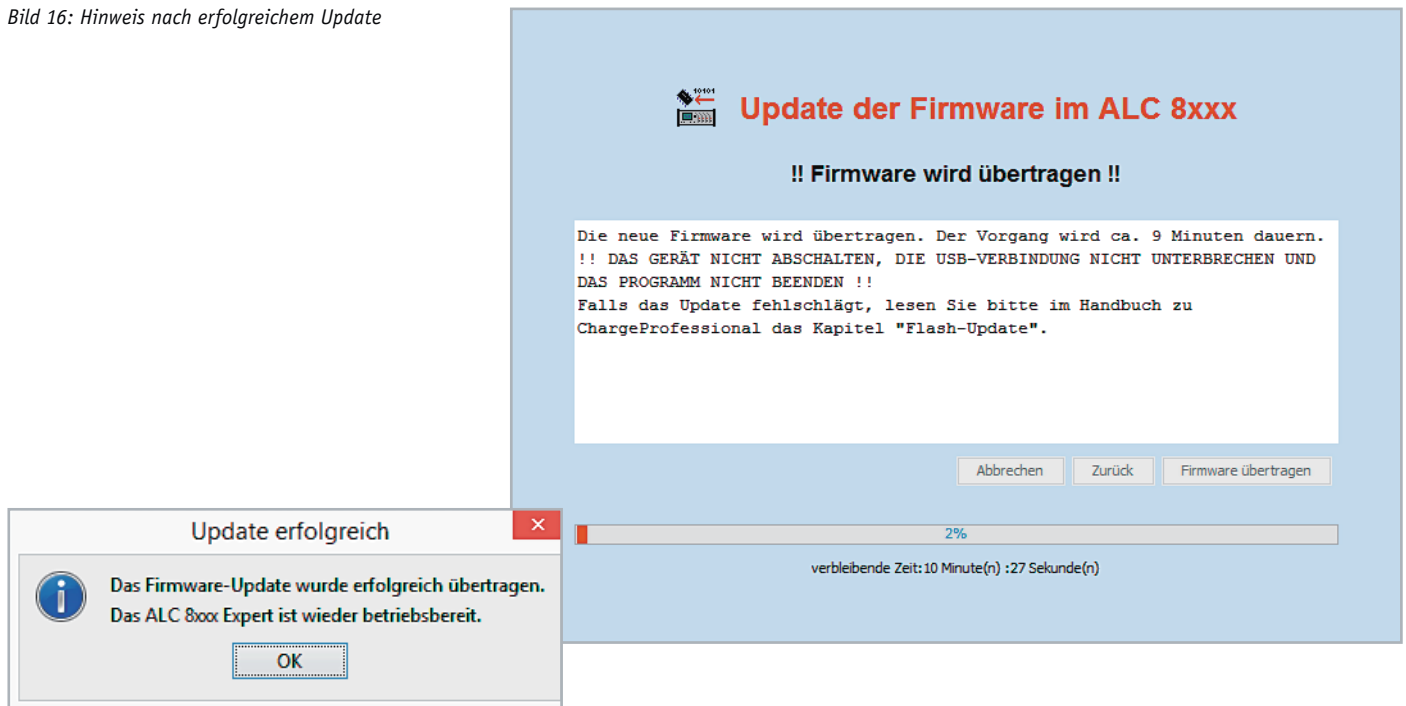 Bild 16: Hinweis nach erfolgreichem Update
10101
Update der Firmware im ALC 8xxx
!! Firmware wird übertragen !!
Die neue Firmware wird übertragen. Der Vorgang wird ca. 9 Minuten dauern.
!! DAS GERÄT NICHT ABSCHALTEN, DIE USB-VERBINDUNG NICHT UNTERBRECHEN UND
DAS PROGRAMM NICHT BEENDEN !!
Falls das Update fehlschlägt, lesen Sie bitte im Handbuch zu
ChargeProfessional das Kapitel "Flash-Update".
Abbrechen
Zurück
Firmware übertragen
2%
verbleibende Zeit:10 Minute(n) :27 Sekunde(n)
Update erfolgreich
Das Firmware-Update wurde erfolgreich übertragen.
Das ALC 8xxx Expert ist wieder betriebsbereit.
OK